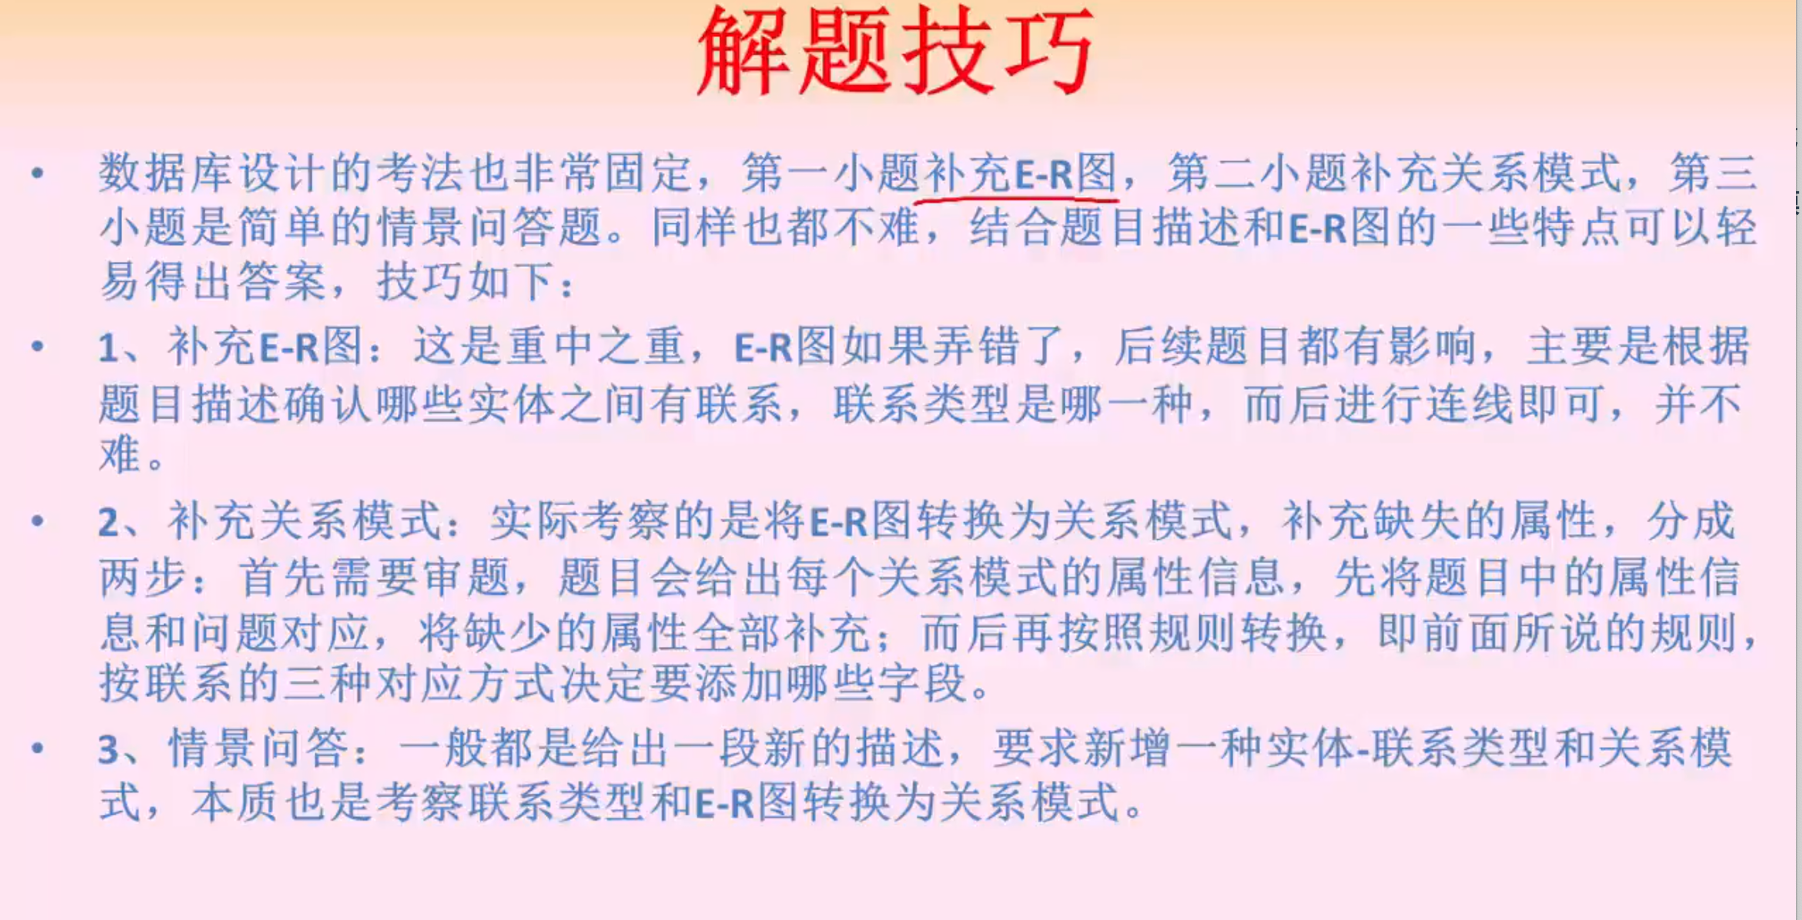 解题技巧
• 数据库设计的考法也非常固定，第一小题补充E-R图，第二小题补充关系模式，第三
小题是简单的情景问答题。同样也都不难，结合题目描述和E-R图的一些特点可以轻
易得出答案，技巧如下：
• 1、补充E-R图：这是重中之重，E-R图如果弄错了，后续题目都有影响，主要是根据
题目描述确认哪些实体之间有联系，联系类型是哪一种，而后进行连线即可，并不
难。
• 2、补充关系模式：实际考察的是将E-R图转换为关系模式，补充缺失的属性，分成
两步：首先需要审题，题目会给出每个关系模式的属性信息，先将题目中的属性信
息和问题对应，将缺少的属性全部补充；而后再按照规则转换，即前面所说的规则，
按联系的三种对应方式决定要添加哪些字段。
• 3、情景问答：一般都是给出一段新的描述，要求新增一种实体-联系类型和关系模
式，本质也是考察联系类型和E-R图转换为关系模式。